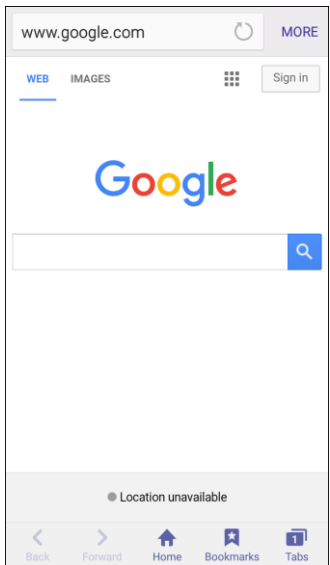 www.google.com MORE
WEB IMAGES Sign in
Google
Location unavailable
1
Back Forward Home Bookmarks Tabs